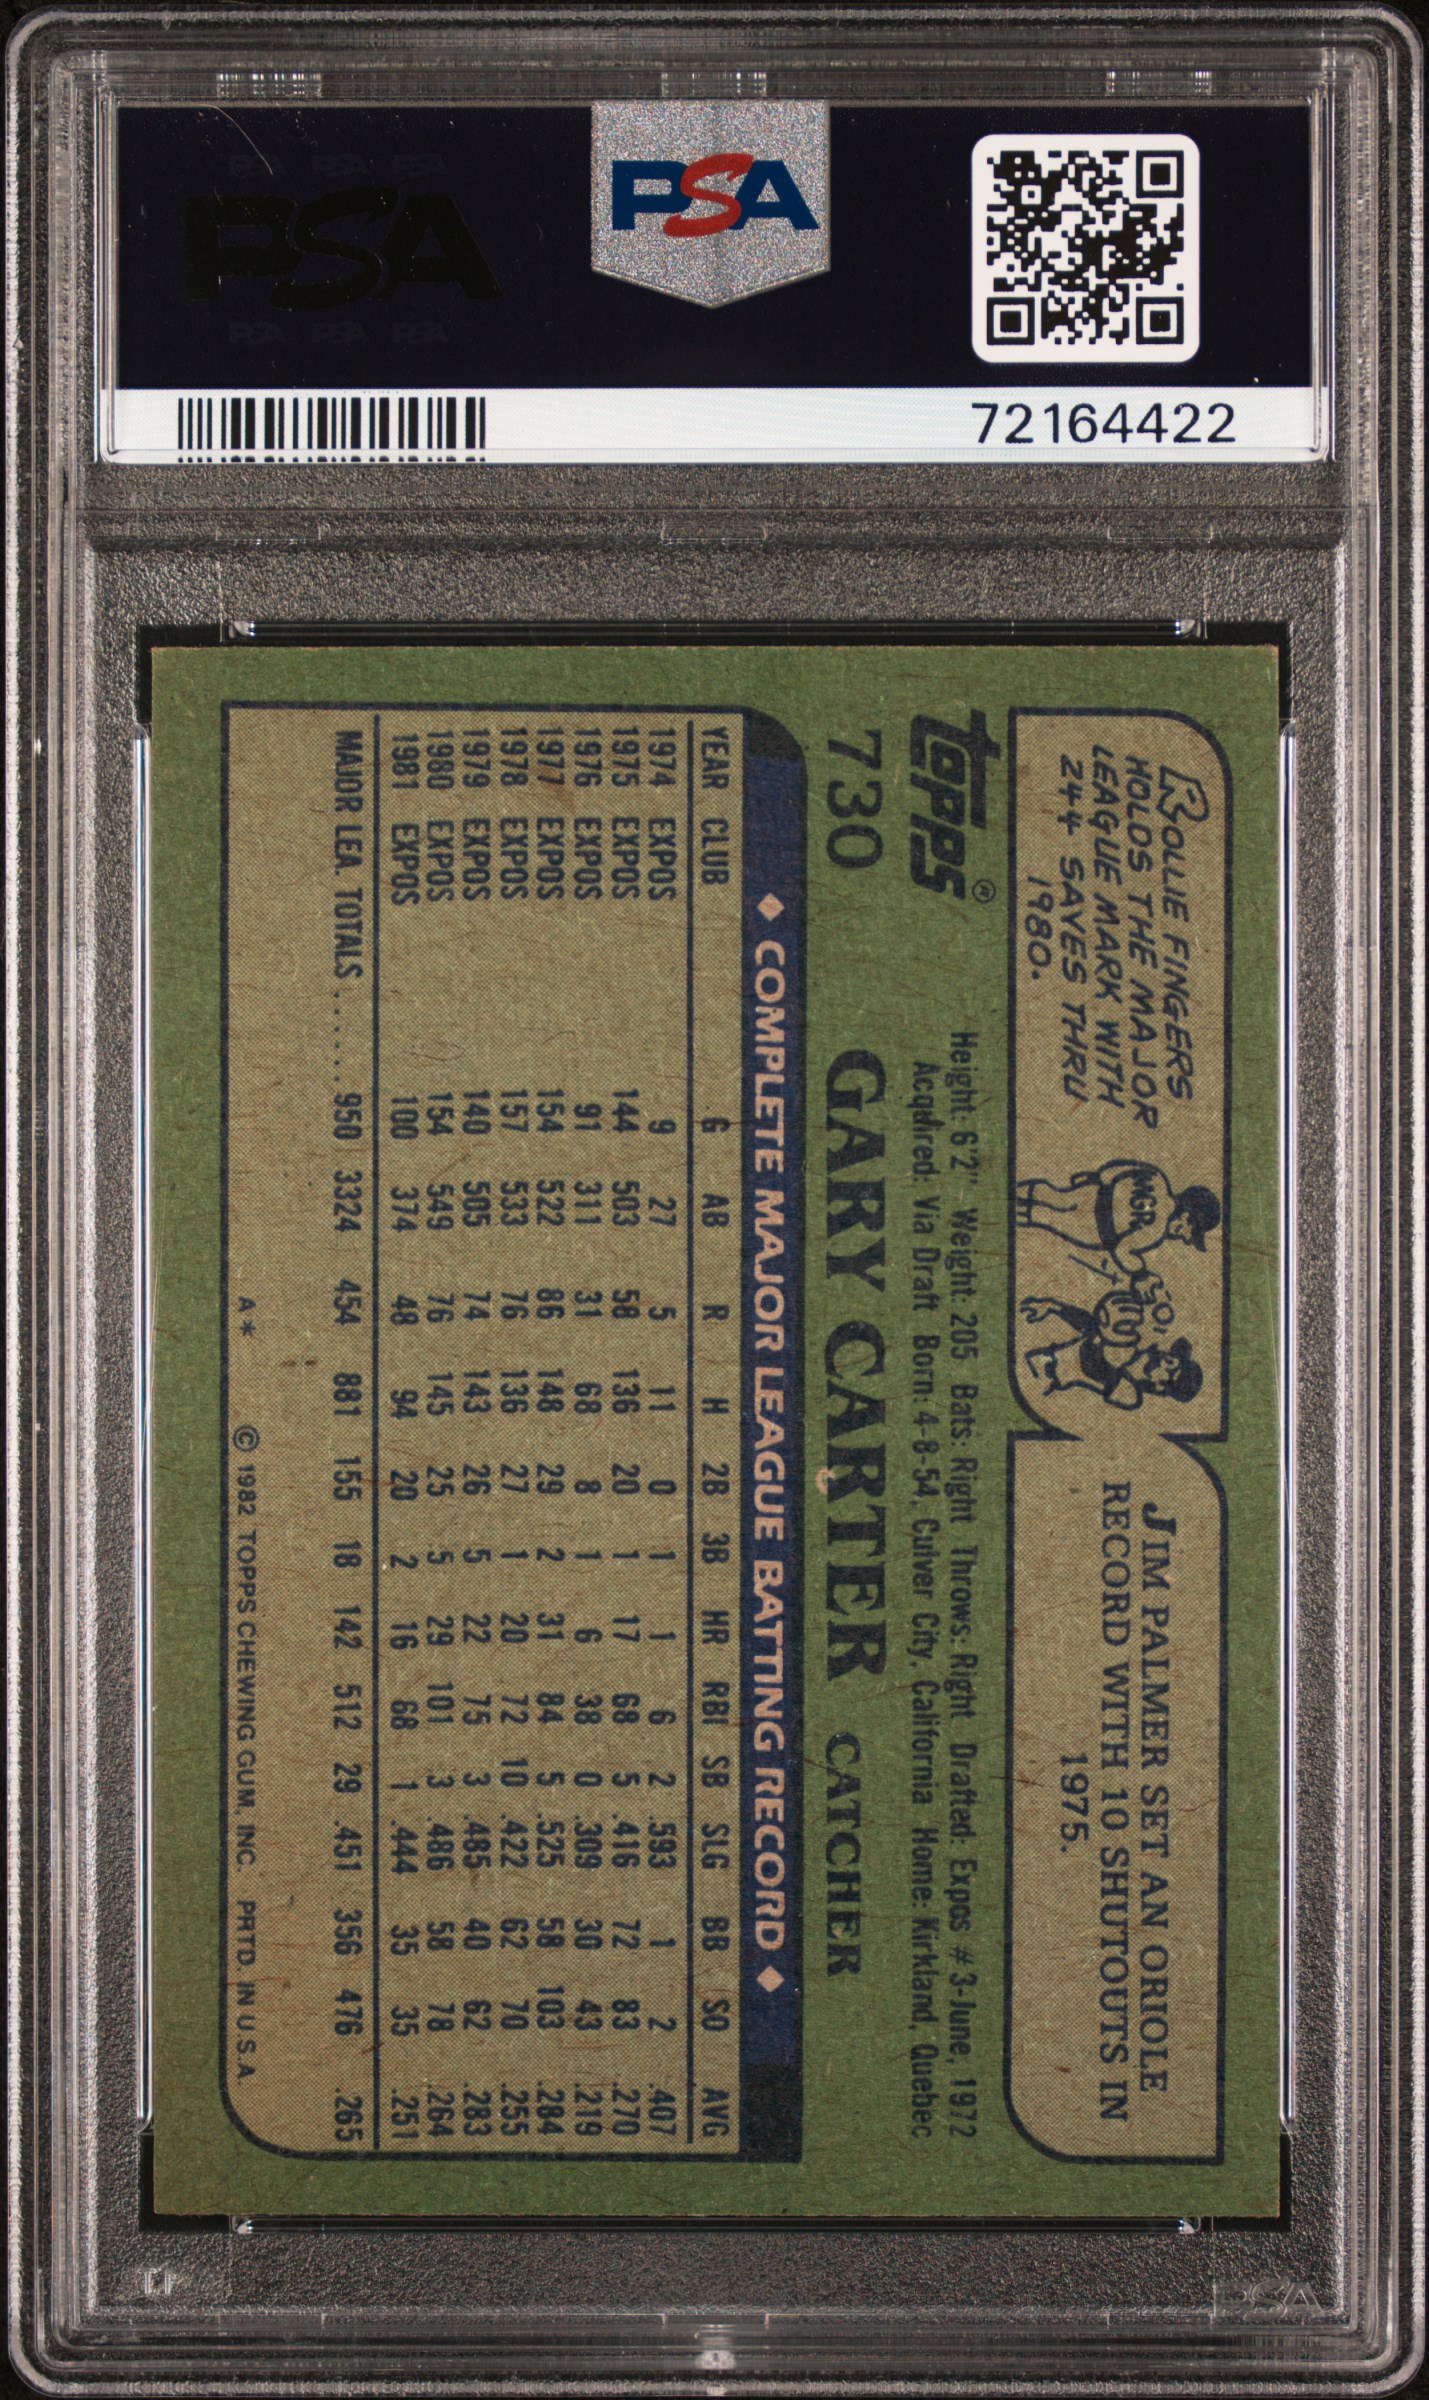 PSA
PSA
72164422
ROLLIE FINGERS
HOLDS THE MAJOR
LEAGUE MARK WITH
244 SAVES THRU
1980.
MGR
JIM PALMER SET AN ORIOLE
RECORD WITH 10 SHUTOUTS IN
1975.
Topps®
730
Height: 6'2" Weight: 205 Bats: Right Throws: Right Drafted: Expos #3-June, 1972
Acquired: Via Draft Born: 4-8-54, Culver City, California Home: Kirkland, Quebec
GARY CARTER CATCHER
◆ COMPLETE MAJOR LEAGUE BATTING RECORD ◆
YEAR CLUB G AB R H 2B 3B HR RBI SB SLG BB SO AVG
1974 EXPOS 9 27 5 11 0 1 1 6 2 .593 1 2 .407
1975 EXPOS 144 503 58 136 20 1 17 68 5 .416 72 83 .270
1976 EXPOS 91 311 31 68 8 1 6 38 0 .309 30 43 .219
1977 EXPOS 154 522 86 148 29 2 31 84 5 .525 58 103 .284
1978 EXPOS 157 533 76 136 27 1 20 72 10 .422 62 70 .255
1979 EXPOS 140 505 74 143 26 5 22 75 3 .485 40 62 .283
1980 EXPOS 154 549 76 145 25 5 29 101 3 .486 58 78 .264
1981 EXPOS 100 374 48 94 20 2 16 68 1 .444 35 35 .251
MAJOR LEA. TOTALS ....... 950 3324 454 881 155 18 142 512 29 .451 356 476 .265
A* © 1982 TOPPS CHEWING GUM, INC. PRTD. IN U.S.A.
PSA